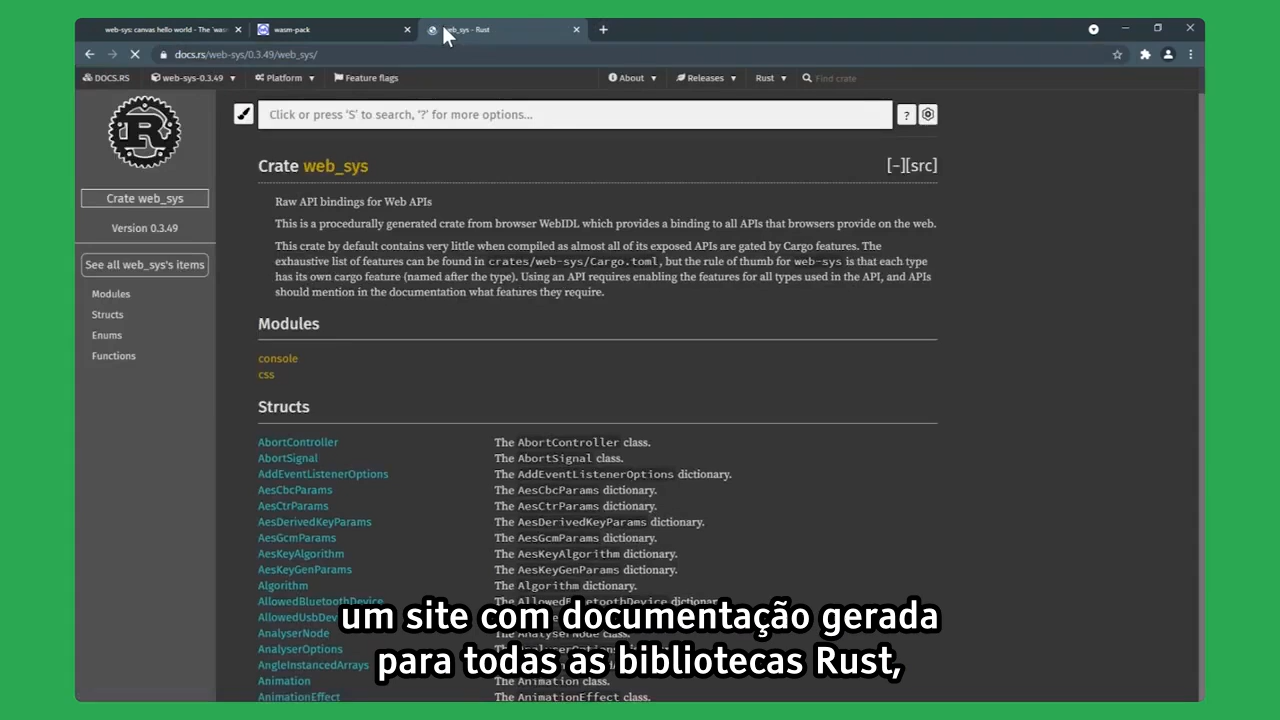 web-sys: canvas hello world - The `was
wasm-pack
web_sys - Rust
docs.rs/web-sys/0.3.49/web_sys/
DOCS.RS
web-sys-0.3.49
Platform
Feature flags
About
Releases
Rust
Find crate
Click or press ‘S’ to search, ‘?’ for more options…
?
Crate web_sys
Version 0.3.49
See all web_sys's items
Modules
Structs
Enums
Functions
Crate web_sys
[−][src]
Raw API bindings for Web APIs
This is a procedurally generated crate from browser WebIDL which provides a binding to all APIs that browsers provide on the web.
This crate by default contains very little when compiled as almost all of its exposed APIs are gated by Cargo features. The
exhaustive list of features can be found in crates/web-sys/Cargo.toml, but the rule of thumb for web-sys is that each type
has its own cargo feature (named after the type). Using an API requires enabling the features for all types used in the API, and APIs
should mention in the documentation what features they require.
Modules
console
css
Structs
AbortController The AbortController class.
AbortSignal The AbortSignal class.
AddEventListenerOptions The AddEventListenerOptions dictionary.
AesCbcParams The AesCbcParams dictionary.
AesCtrParams The AesCtrParams dictionary.
AesDerivedKeyParams The AesDerivedKeyParams dictionary.
AesGcmParams The AesGcmParams dictionary.
AesKeyAlgorithm The AesKeyAlgorithm dictionary.
AesKeyGenParams The AesKeyGenParams dictionary.
Algorithm The Algorithm dictionary.
AllowedBluetoothDevice The AllowedBluetoothDevice dictionary.
AllowedUsbDev
AnalyserNode The AnalyserNode class.
AnalyserOptions The
AngleInstancedArrays The
Animation The Animation class.
AnimationEffect The AnimationEffect class.
um site com documentação gerada
para todas as bibliotecas Rust,